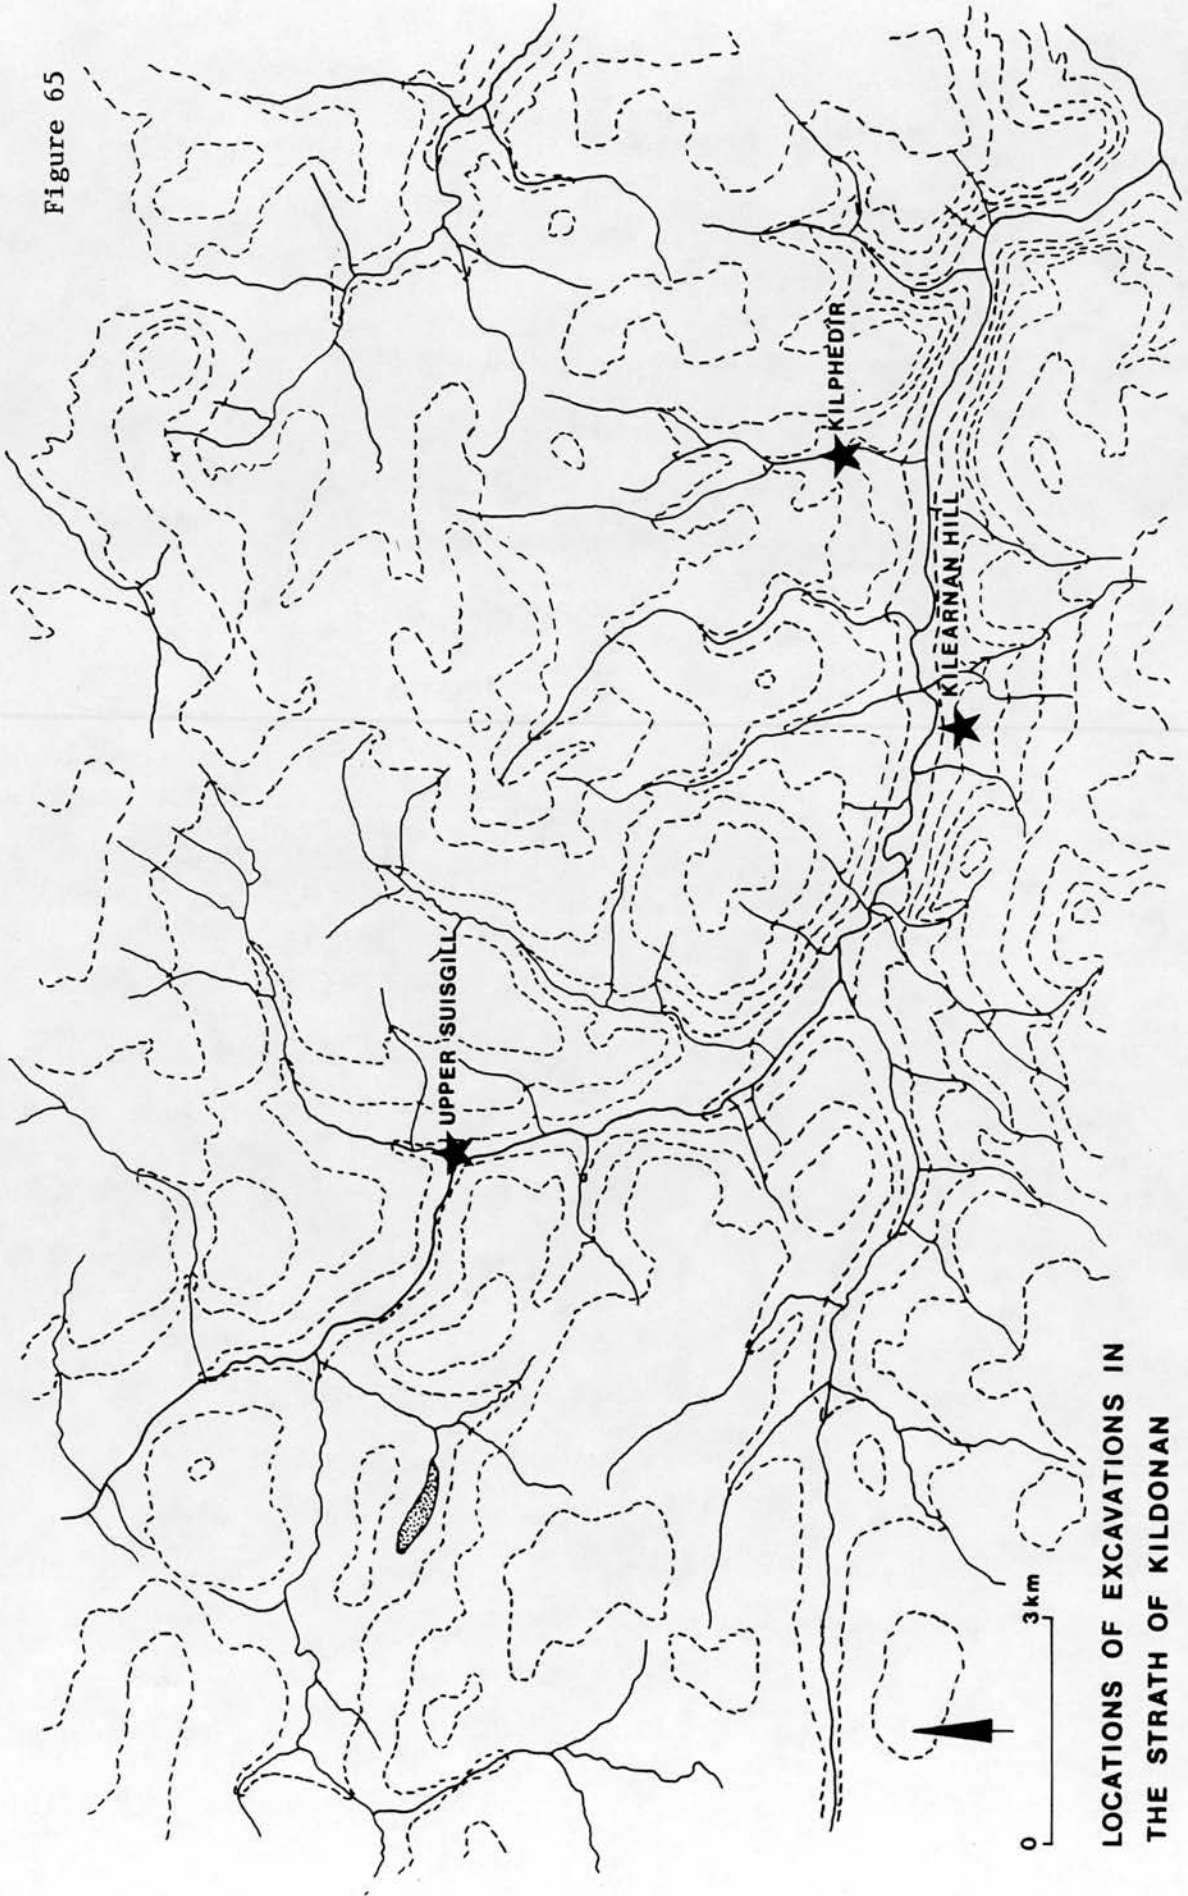 Figure 65
UPPER SUISGILL
KILPHEDIR
KILEARNAN HILL
0 3km
LOCATIONS OF EXCAVATIONS IN
THE STRATH OF KILDONAN